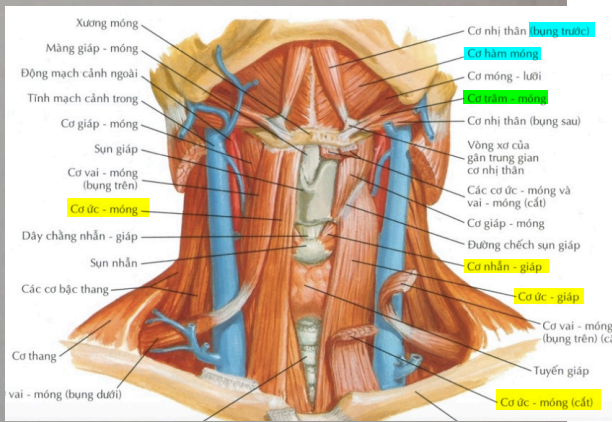 Xương móng
Màng giáp - móng
Động mạch cảnh ngoài
Tĩnh mạch cảnh trong
Cơ giáp - móng
Sụn giáp
Cơ vai - móng
(bụng trên)
Cơ ức - móng
Dây chằng nhẫn - giáp
Sụn nhẫn
Các cơ bậc thang
Cơ thang
vai - móng (bụng dưới)
Cơ nhị thân (bụng trước)
Cơ hàm móng
Cơ móng - lưỡi
Cơ trâm - móng
Cơ nhị thân (bụng sau)
Vòng xơ của
gân trung gian
cơ nhị thân
Các cơ ức - móng và
vai - móng (cắt)
Cơ giáp - móng
Đường chếch sụn giáp
Cơ nhẫn - giáp
Cơ ức - giáp
Cơ vai - móng
(bụng trên) (c
Tuyến giáp
Cơ ức - móng (cắt)